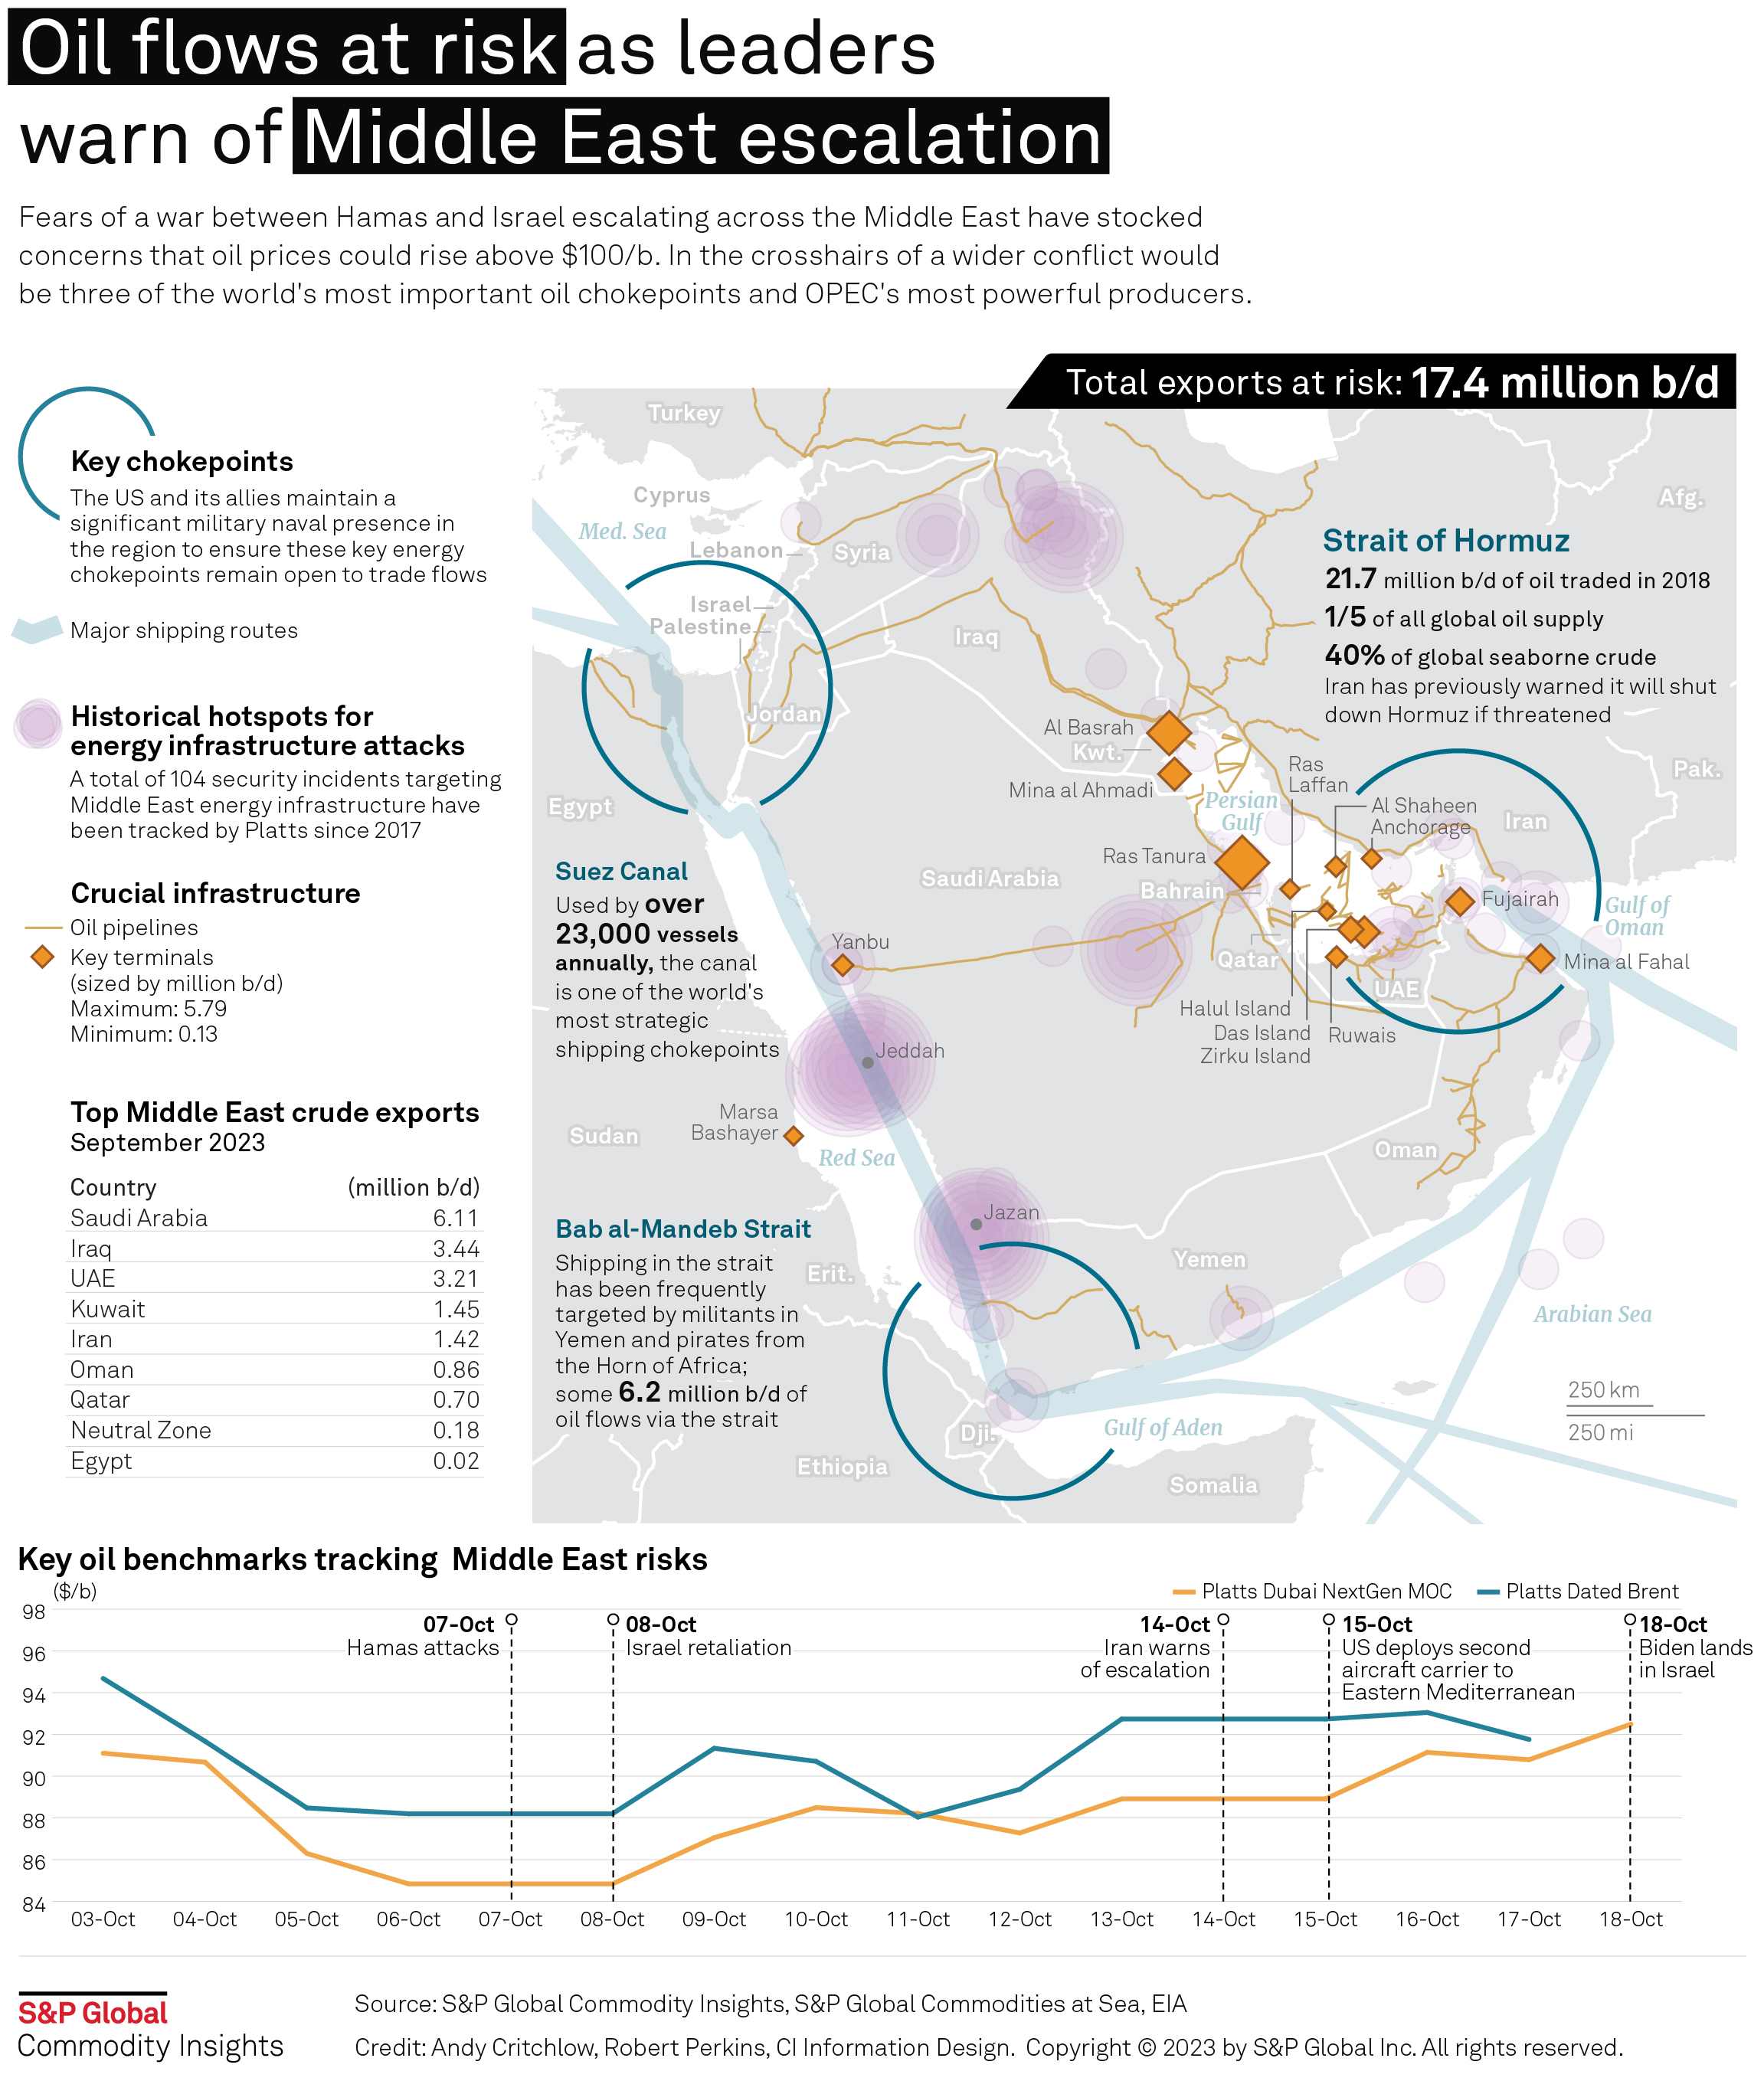 Oil flows at risk as leaders
warn of Middle East escalation
Fears of a war between Hamas and Israel escalating across the Middle East have stocked
concerns that oil prices could rise above $100/b. In the crosshairs of a wider conflict would
be three of the world's most important oil chokepoints and OPEC's most powerful producers.
Total exports at risk: 17.4 million b/d
Key chokepoints
The US and its allies maintain a
significant military naval presence in
the region to ensure these key energy
chokepoints remain open to trade flows
Major shipping routes
Historical hotspots for
energy infrastructure attacks
A total of 104 security incidents targeting
Middle East energy infrastructure have
been tracked by Platts since 2017
Crucial infrastructure
Oil pipelines
Key terminals
(sized by million b/d)
Maximum: 5.79
Minimum: 0.13
Top Middle East crude exports
September 2023
Country (million b/d)
Saudi Arabia 6.11
Iraq 3.44
UAE 3.21
Kuwait 1.45
Iran 1.42
Oman 0.86
Qatar 0.70
Neutral Zone 0.18
Egypt 0.02
Turkey
Cyprus
Med. Sea
Lebanon
Syria
Israel
Palestine
Iraq
Jordan
Egypt
Afg.
Strait of Hormuz
21.7 million b/d of oil traded in 2018
1/5 of all global oil supply
40% of global seaborne crude
Iran has previously warned it will shut
down Hormuz if threatened
Al Basrah
Kwt.
Mina al Ahmadi
Ras
Laffan
Persian
Gulf
Al Shaheen
Anchorage
Iran
Pak.
Ras Tanura
Saudi Arabia
Bahrain
Fujairah
Gulf of
Oman
Qatar
Mina al Fahal
UAE
Halul Island
Das Island
Zirku Island
Ruwais
Suez Canal
Used by over
23,000 vessels
annually, the canal
is one of the world's
most strategic
shipping chokepoints
Yanbu
Jeddah
Marsa
Bashayer
Sudan
Red Sea
Oman
Jazan
Bab al-Mandeb Strait
Shipping in the strait
has been frequently
targeted by militants in
Yemen and pirates from
the Horn of Africa;
some 6.2 million b/d of
oil flows via the strait
Erit.
Yemen
Arabian Sea
250 km
250 mi
Gulf of Aden
Dji.
Ethiopia
Somalia
Key oil benchmarks tracking Middle East risks
($/b)
Platts Dubai NextGen MOC
Platts Dated Brent
98
96
94
92
90
88
86
84
07-Oct
Hamas attacks
08-Oct
Israel retaliation
14-Oct
Iran warns
of escalation
15-Oct
US deploys second
aircraft carrier to
Eastern Mediterranean
18-Oct
Biden lands
in Israel
03-Oct 04-Oct 05-Oct 06-Oct 07-Oct 08-Oct 09-Oct 10-Oct 11-Oct 12-Oct 13-Oct 14-Oct 15-Oct 16-Oct 17-Oct 18-Oct
S&P Global
Commodity Insights
Source: S&P Global Commodity Insights, S&P Global Commodities at Sea, EIA
Credit: Andy Critchlow, Robert Perkins, CI Information Design. Copyright © 2023 by S&P Global Inc. All rights reserved.